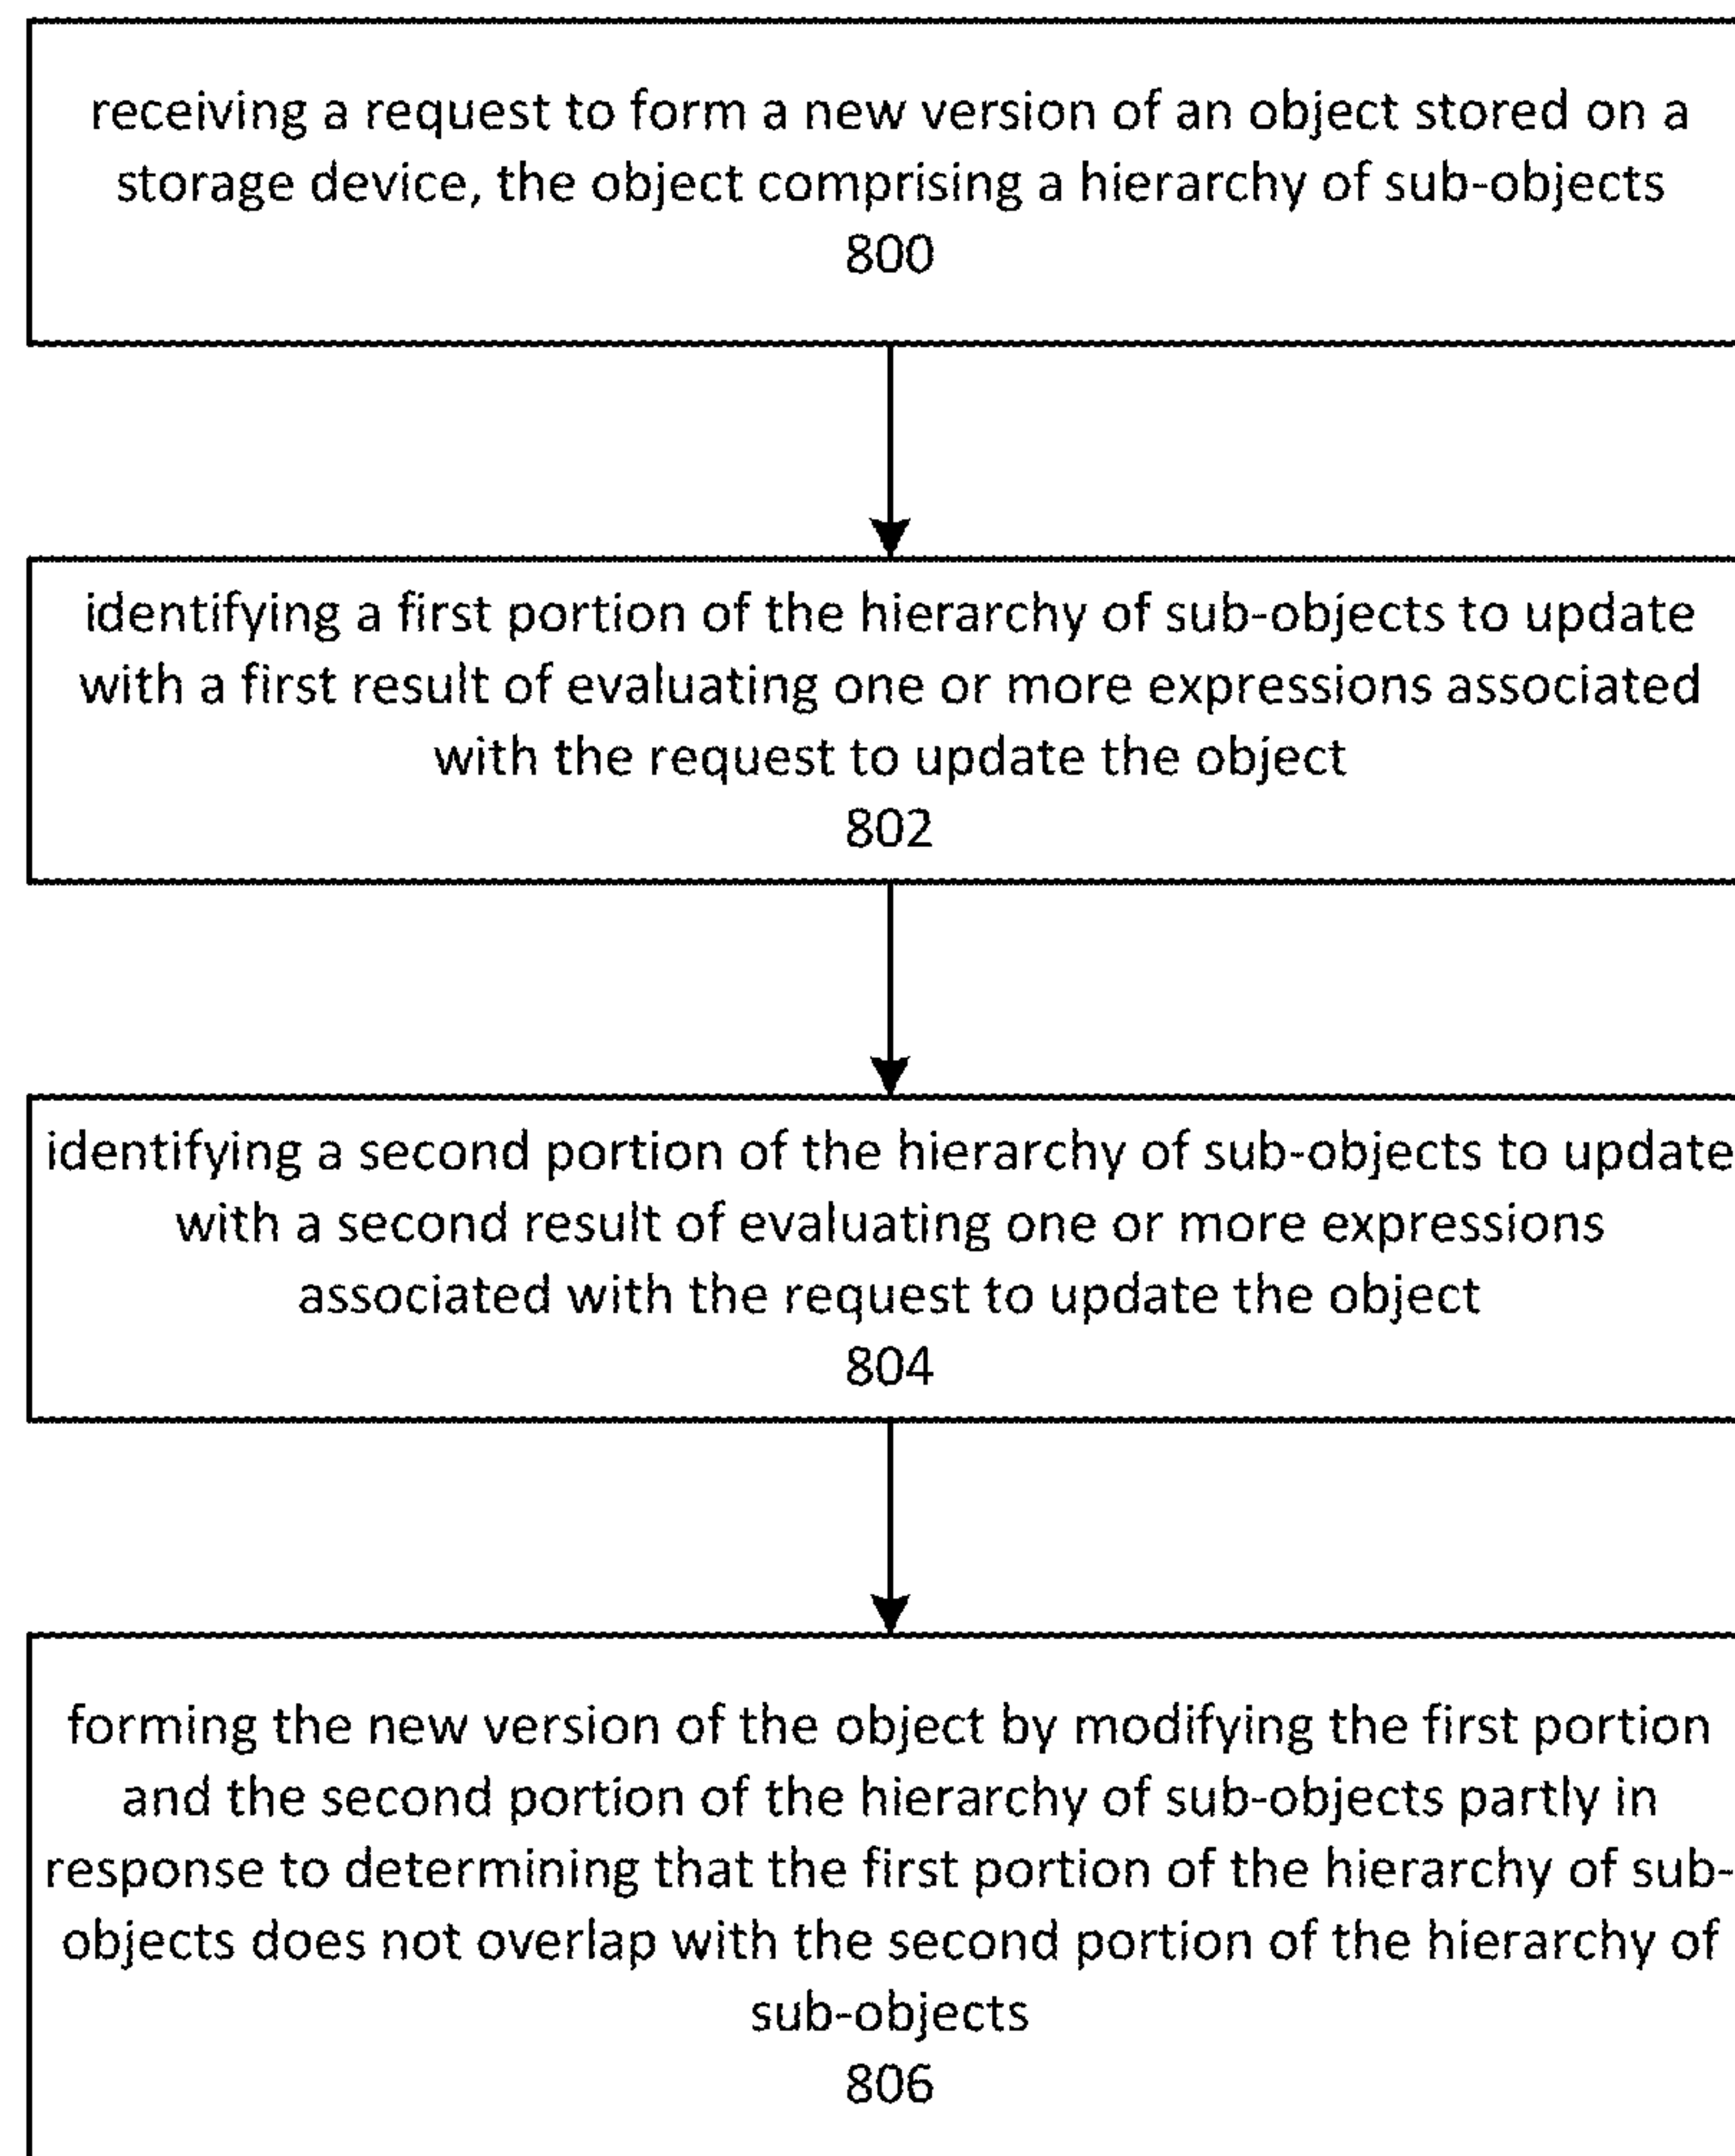 receiving a request to form a new version of an object stored on a
storage device, the object comprising a hierarchy of sub-objects
800
identifying a first portion of the hierarchy of sub-objects to update
with a first result of evaluating one or more expressions associated
with the request to update the object
802
identifying a second portion of the hierarchy of sub-objects to update
with a second result of evaluating one or more expressions
associated with the request to update the object
804
forming the new version of the object by modifying the first portion
and the second portion of the hierarchy of sub-objects partly in
response to determining that the first portion of the hierarchy of sub-
objects does not overlap with the second portion of the hierarchy of
sub-objects
806